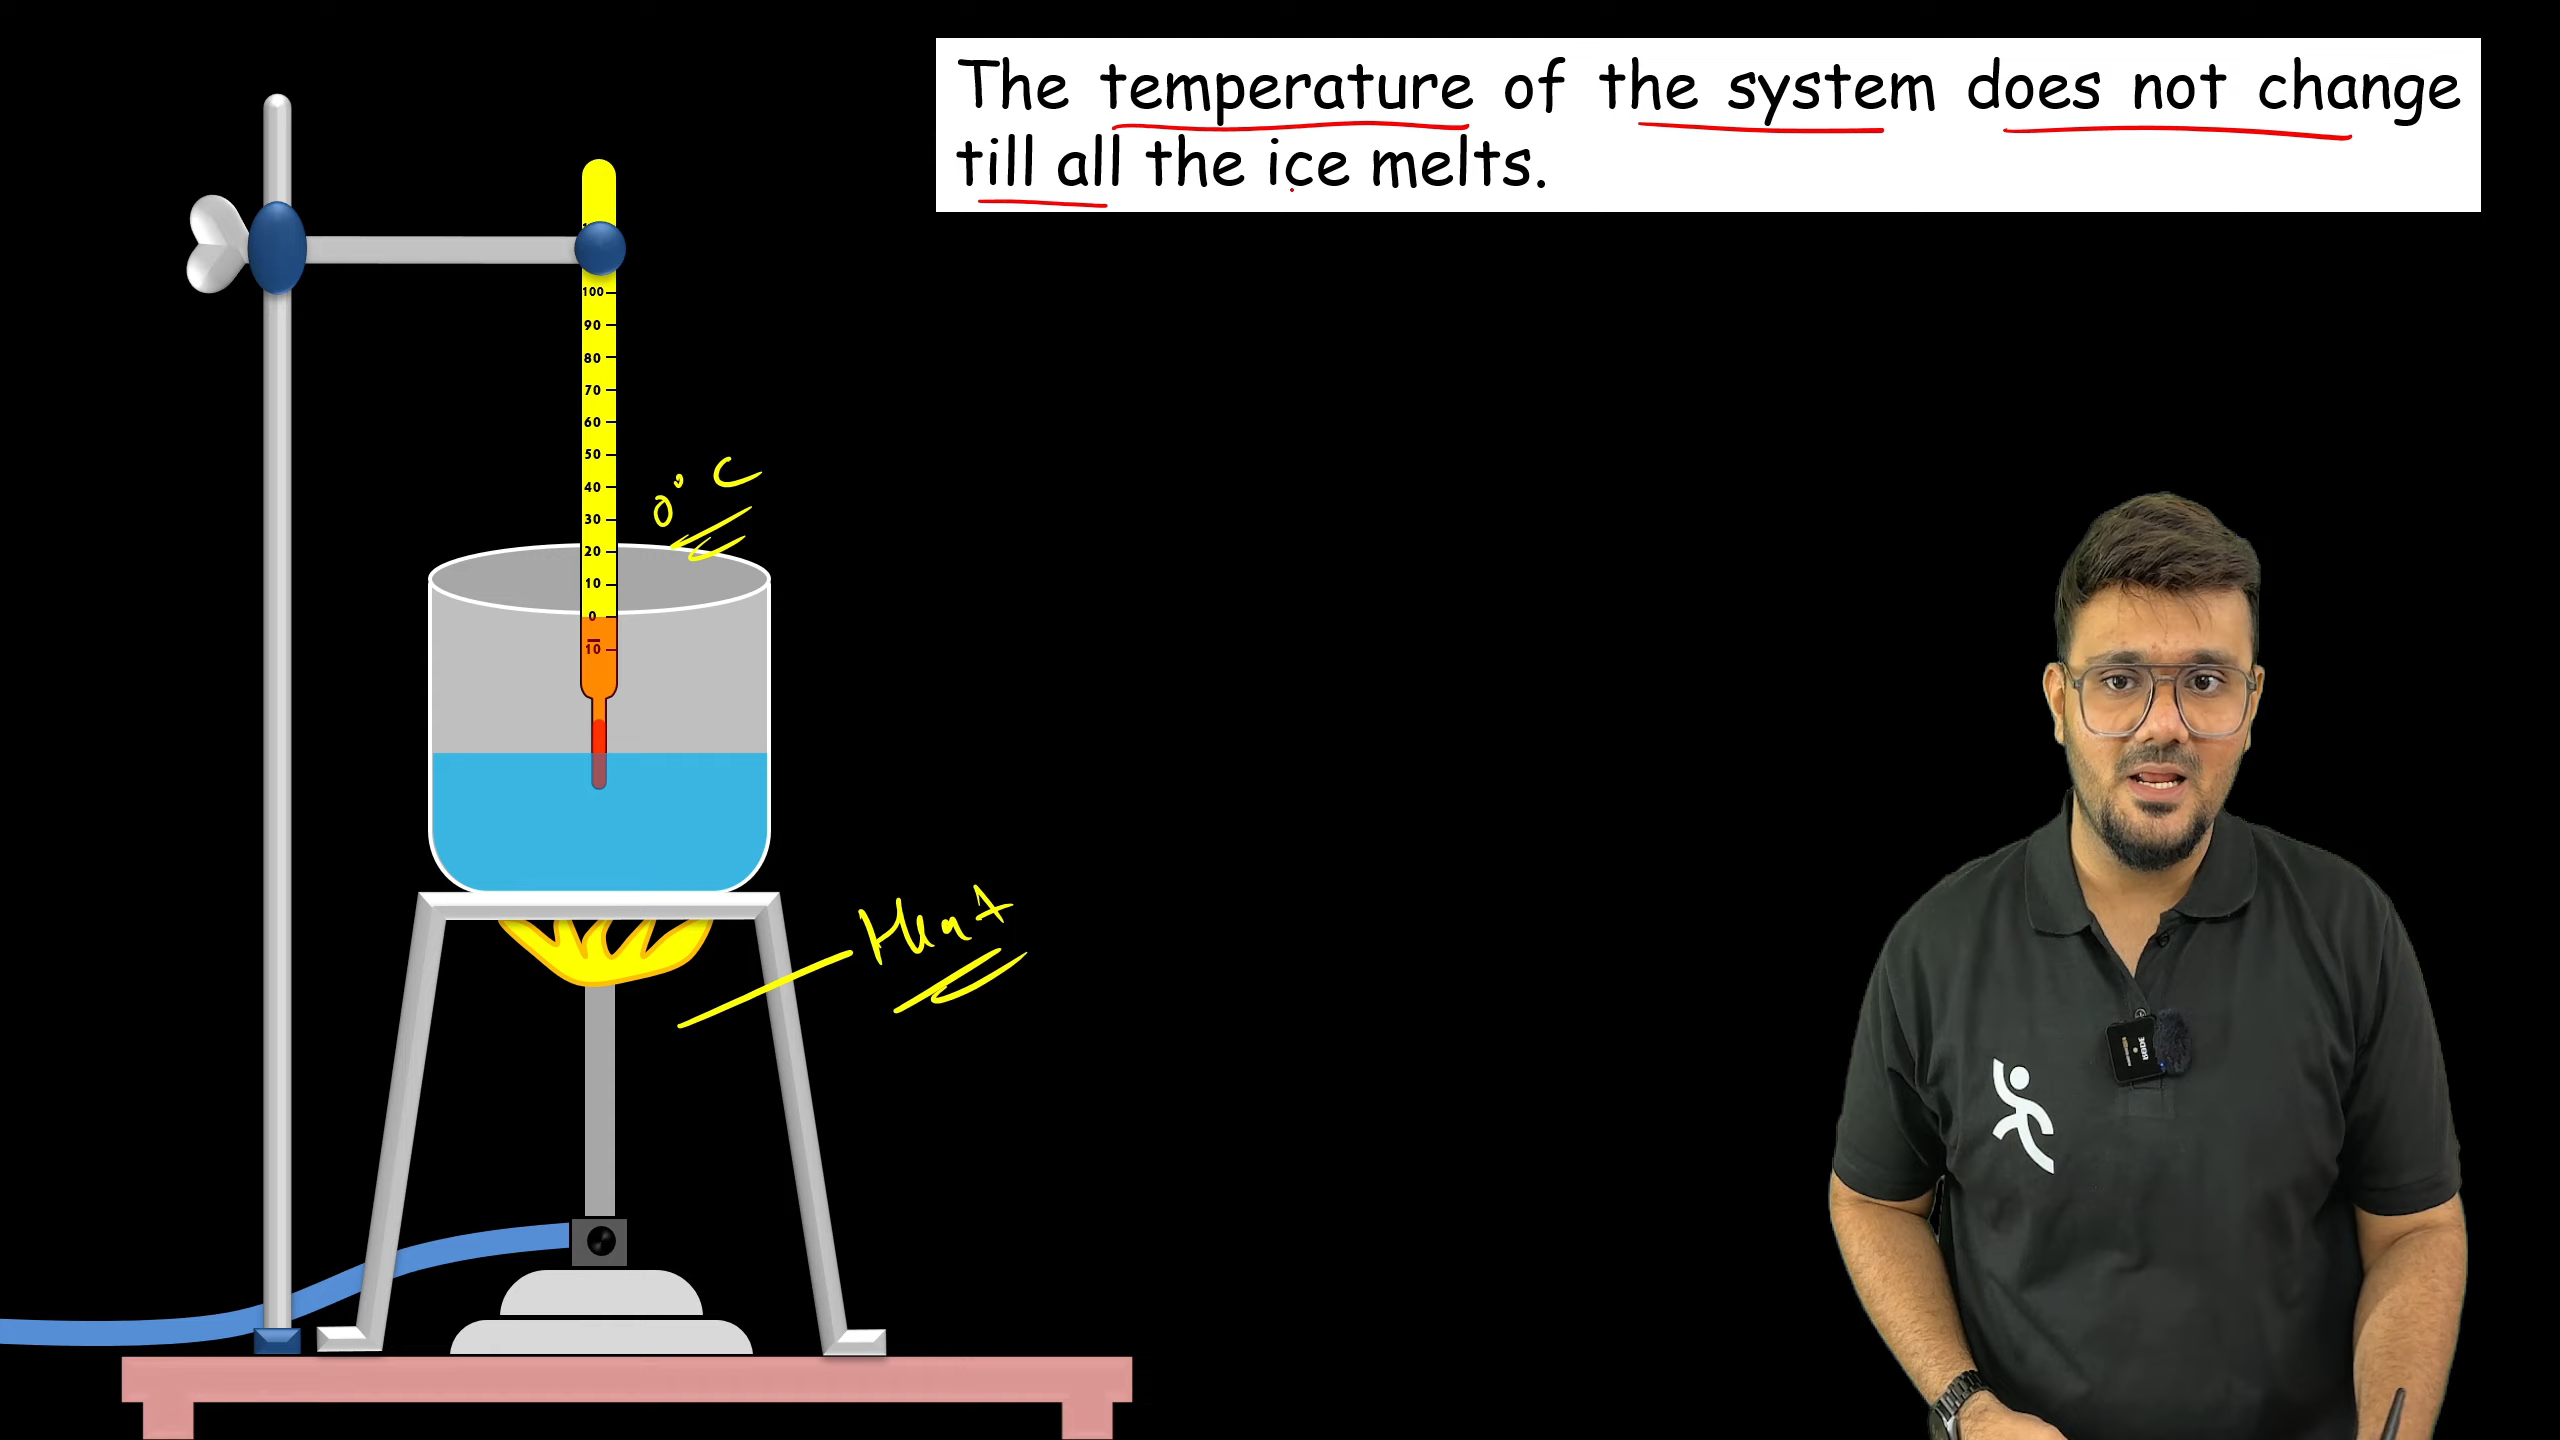 The temperature of the system does not change
till all the ice melts.
100
90
80
70
60
50
40
30
20
10
0
10
0° C
Heat
RODE